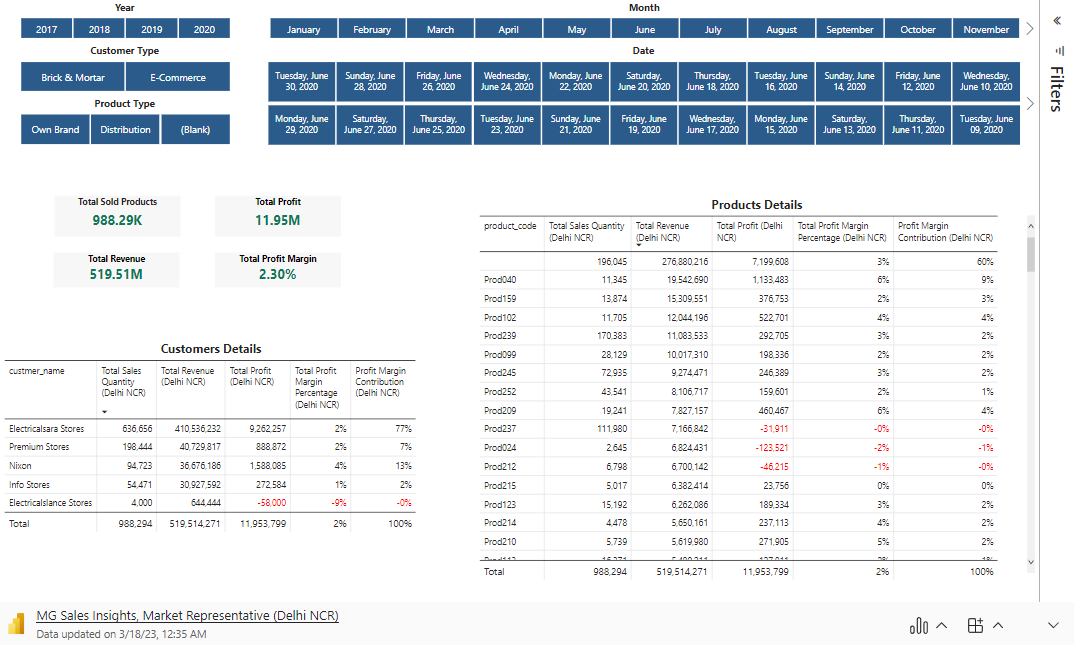 Year
2017 2018 2019 2020
Customer Type
Brick & Mortar E-Commerce
Product Type
Own Brand Distribution (Blank)
Month
January February March April May June July August September October November
Date
Tuesday, June 30, 2020 Sunday, June 28, 2020 Friday, June 26, 2020 Wednesday, June 24, 2020 Monday, June 22, 2020 Saturday, June 20, 2020 Thursday, June 18, 2020 Tuesday, June 16, 2020 Sunday, June 14, 2020 Friday, June 12, 2020 Wednesday, June 10, 2020
Monday, June 29, 2020 Saturday, June 27, 2020 Thursday, June 25, 2020 Tuesday, June 23, 2020 Sunday, June 21, 2020 Friday, June 19, 2020 Wednesday, June 17, 2020 Monday, June 15, 2020 Saturday, June 13, 2020 Thursday, June 11, 2020 Tuesday, June 09, 2020
Filters
Total Sold Products
988.29K
Total Profit
11.95M
Total Revenue
519.51M
Total Profit Margin
2.30%
Customers Details
custmer_name Total Sales Quantity (Delhi NCR) Total Revenue (Delhi NCR) Total Profit (Delhi NCR) Total Profit Margin Percentage (Delhi NCR) Profit Margin Contribution (Delhi NCR)
Electricalsara Stores 636,656 410,536,232 9,262,257 2% 77%
Premium Stores 198,444 40,729,817 888,872 2% 7%
Nixon 94,723 36,676,186 1,588,085 4% 13%
Info Stores 54,471 30,927,592 272,584 1% 2%
Electricalslance Stores 4,000 644,444 -58,000 -9% -0%
Total 988,294 519,514,271 11,953,799 2% 100%
Products Details
product_code Total Sales Quantity (Delhi NCR) Total Revenue (Delhi NCR) Total Profit (Delhi NCR) Total Profit Margin Percentage (Delhi NCR) Profit Margin Contribution (Delhi NCR)
196,045 276,880,216 7,199,608 3% 60%
Prod040 11,345 19,542,690 1,133,483 6% 9%
Prod159 13,874 15,309,551 376,753 2% 3%
Prod102 11,705 12,044,196 522,701 4% 4%
Prod239 170,383 11,083,533 292,705 3% 2%
Prod099 28,129 10,017,310 198,336 2% 2%
Prod245 72,935 9,274,471 246,389 3% 2%
Prod252 43,541 8,106,717 159,601 2% 1%
Prod209 19,241 7,827,157 460,467 6% 4%
Prod237 111,980 7,166,842 -31,911 -0% -0%
Prod024 2,645 6,824,431 -123,521 -2% -1%
Prod212 6,798 6,700,142 -46,215 -1% -0%
Prod215 5,017 6,382,414 23,756 0% 0%
Prod123 15,192 6,262,086 189,334 3% 2%
Prod214 4,478 5,650,161 237,113 4% 2%
Prod210 5,739 5,619,980 271,905 5% 2%
Total 988,294 519,514,271 11,953,799 2% 100%
MG Sales Insights, Market Representative (Delhi NCR)
Data updated on 3/18/23, 12:35 AM